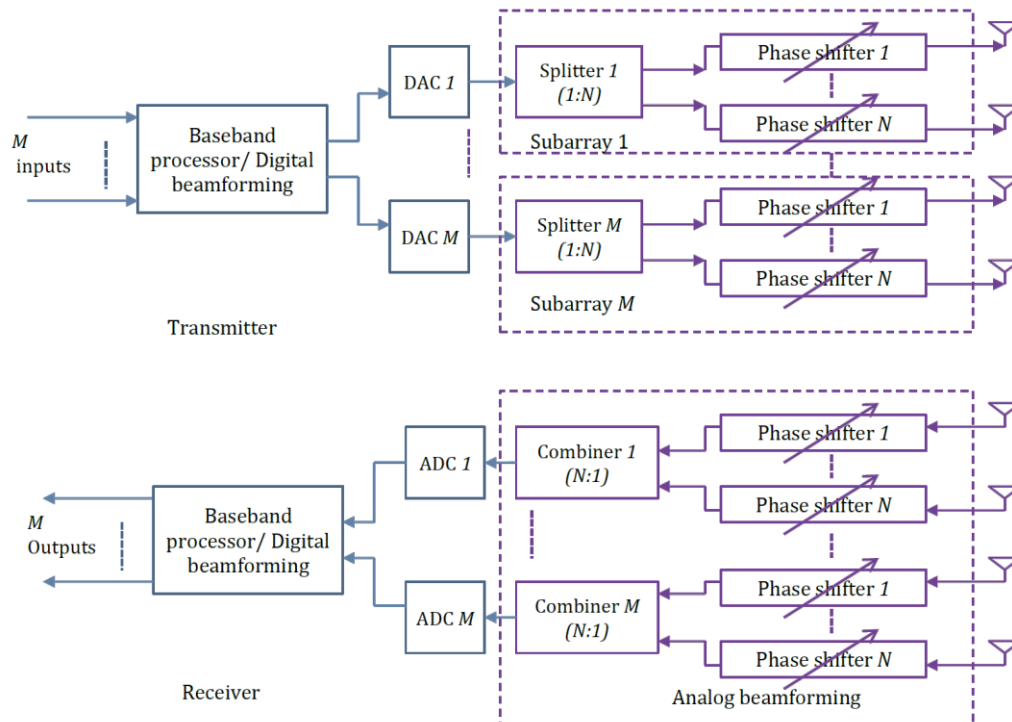 M
inputs
Baseband
processor/ Digital
beamforming
DAC 1
DAC M
Splitter 1
(1:N)
Subarray 1
Phase shifter 1
Phase shifter N
Splitter M
(1:N)
Subarray M
Phase shifter 1
Phase shifter N
Transmitter
M
Outputs
Baseband
processor/ Digital
beamforming
ADC 1
ADC M
Combiner 1
(N:1)
Combiner M
(N:1)
Phase shifter 1
Phase shifter N
Phase shifter 1
Phase shifter N
Receiver
Analog beamforming